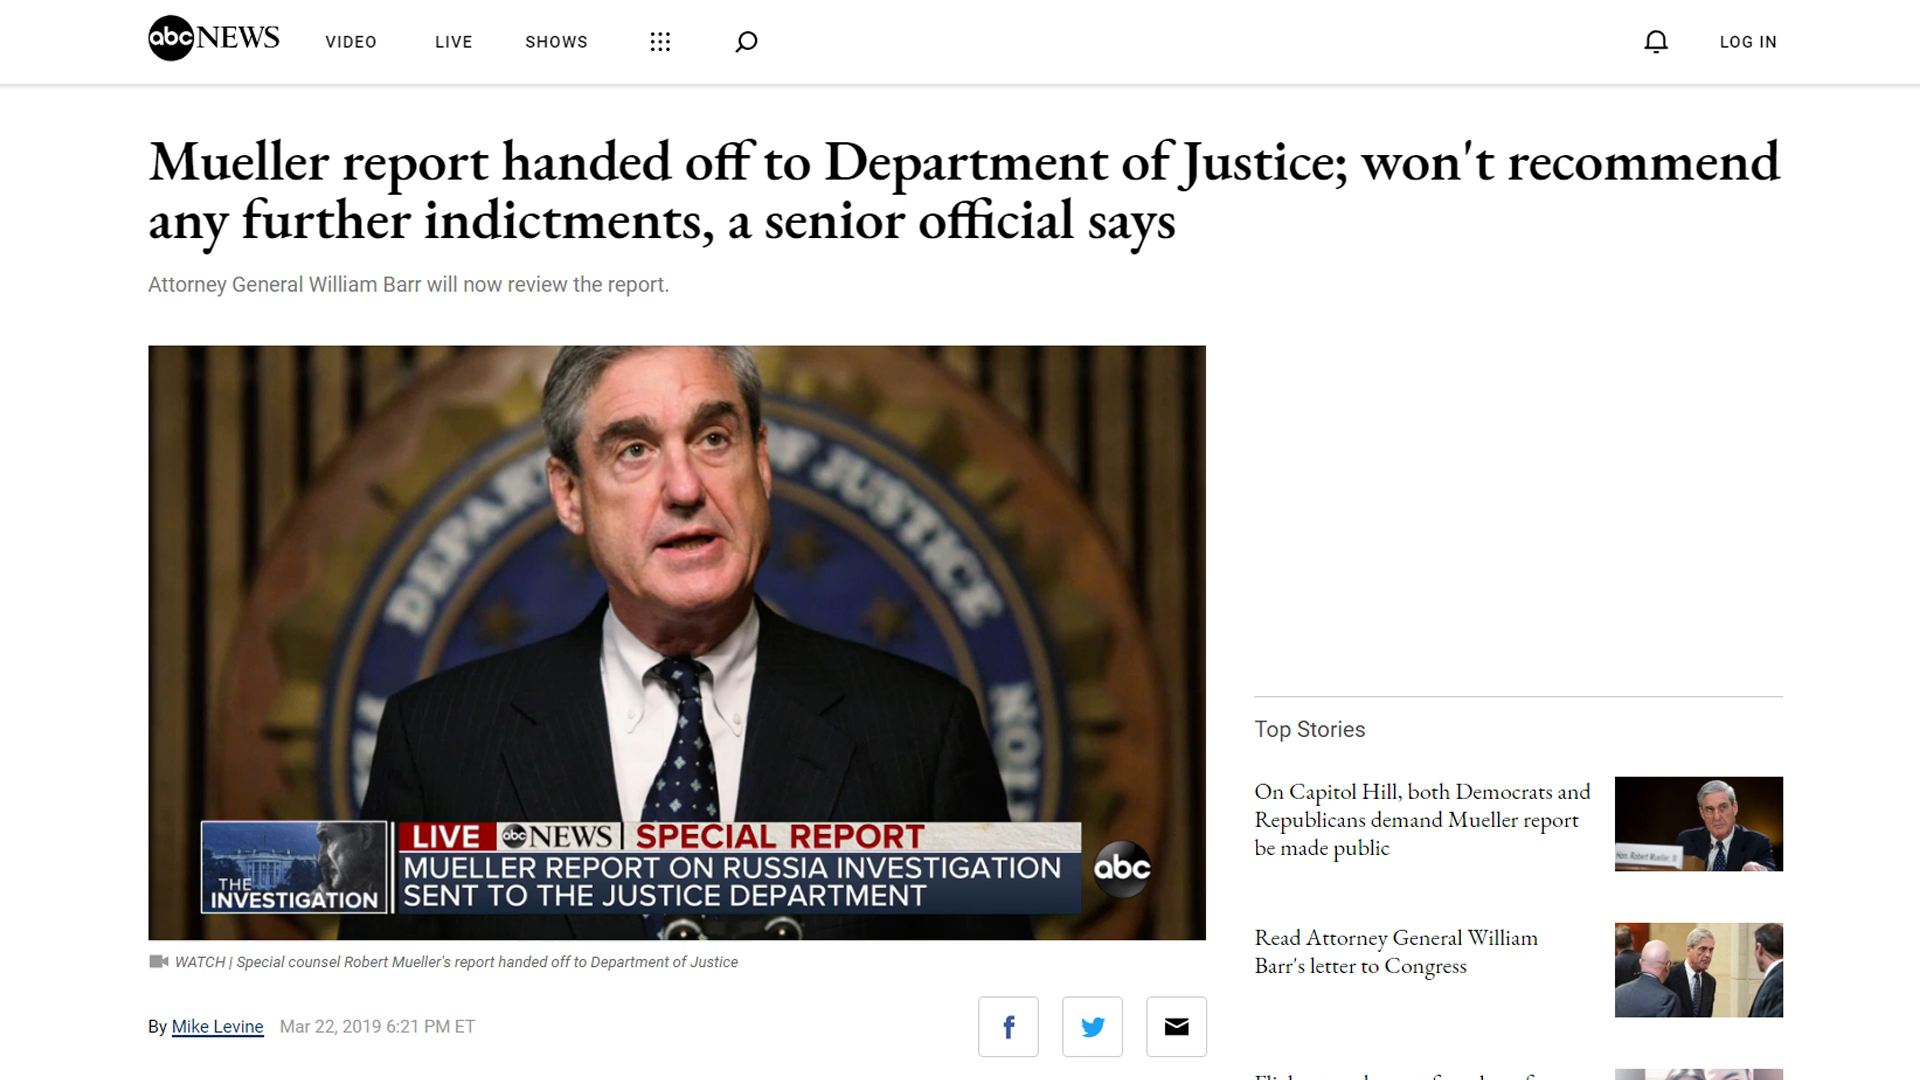 abc NEWS VIDEO LIVE SHOWS LOG IN
Mueller report handed off to Department of Justice; won't recommend
any further indictments, a senior official says
Attorney General William Barr will now review the report.
JUSTICE
LIVE abc NEWS | SPECIAL REPORT
MUELLER REPORT ON RUSSIA INVESTIGATION
SENT TO THE JUSTICE DEPARTMENT
THE
INVESTIGATION
abc
WATCH | Special counsel Robert Mueller's report handed off to Department of Justice
By Mike Levine Mar 22, 2019 6:21 PM ET
Top Stories
On Capitol Hill, both Democrats and
Republicans demand Mueller report
be made public
Hon. Robert Mueller, III
Read Attorney General William
Barr's letter to Congress